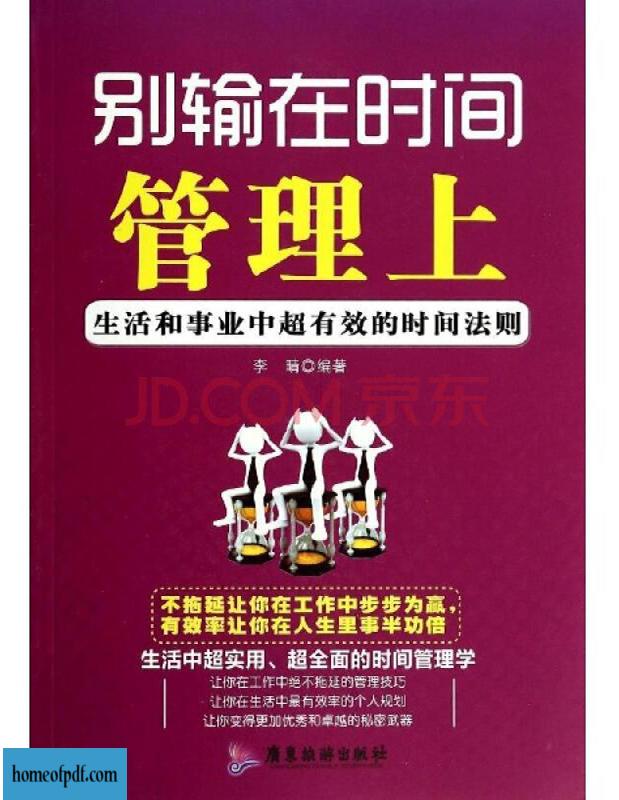 别输在时间
管理上
生活和事业中超有效的时间法则
李 晴◎编著
JD.COM 京东
不拖延让你在工作中步步为赢，
有效率让你在人生里事半功倍
生活中超实用、超全面的时间管理学
让你在工作中绝不拖延的管理技巧
让你在生活中最有效率的个人规划
让你变得更加优秀和卓越的秘密武器
广东旅游出版社
homeofpdf.com